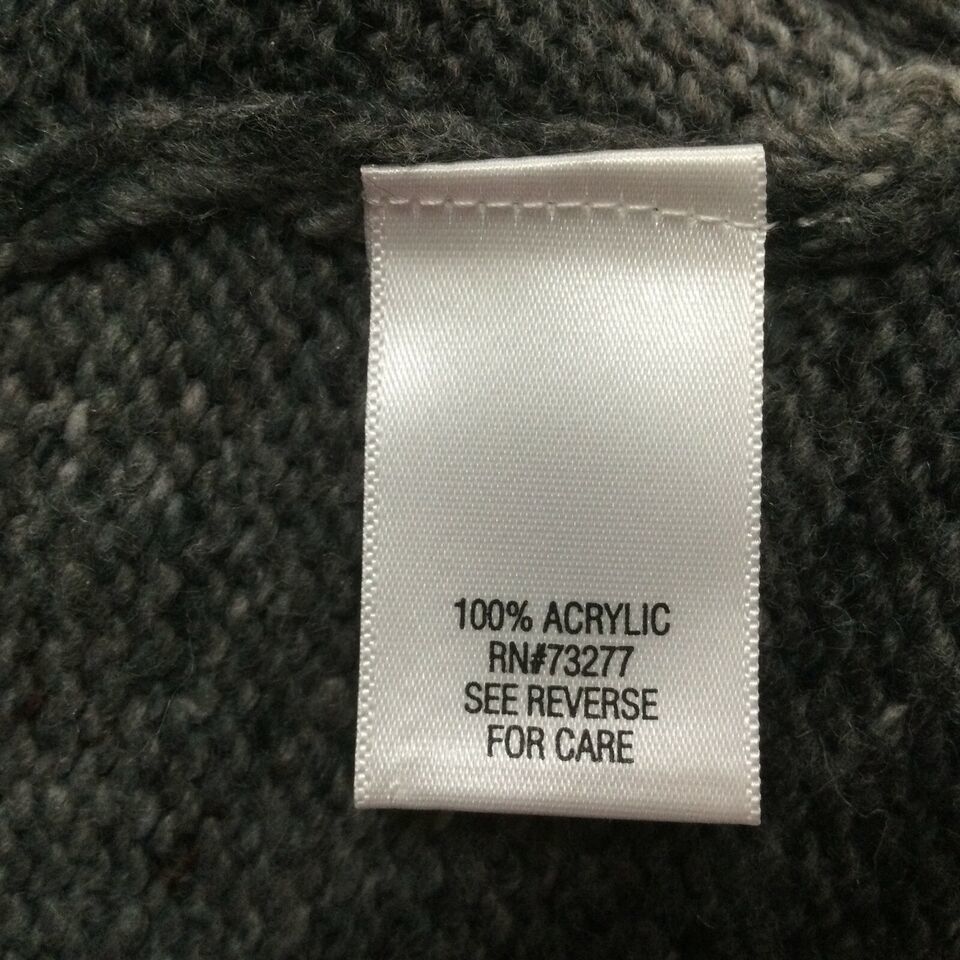 100% ACRYLIC
RN#73277
SEE REVERSE
FOR CARE